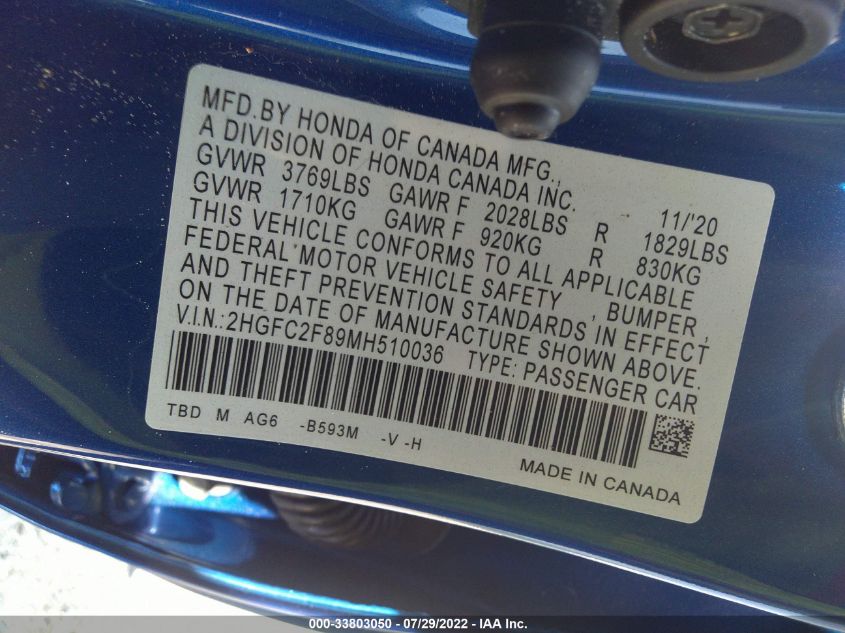 MFD. BY HONDA OF CANADA MFG.,
A DIVISION OF HONDA CANADA INC. 11/'20
GVWR 3769LBS GAWR F 2028LBS R 1829LBS
GVWR 1710KG GAWR F 920KG R 830KG
THIS VEHICLE CONFORMS TO ALL APPLICABLE
FEDERAL MOTOR VEHICLE SAFETY , BUMPER,
AND THEFT PREVENTION STANDARDS IN EFFECT
ON THE DATE OF MANUFACTURE SHOWN ABOVE.
V.I.N.:2HGFC2F89MH510036 TYPE: PASSENGER CAR
TBD M AG6 -B593M -V -H
MADE IN CANADA
000-33803050 - 07/29/2022 - IAA Inc.